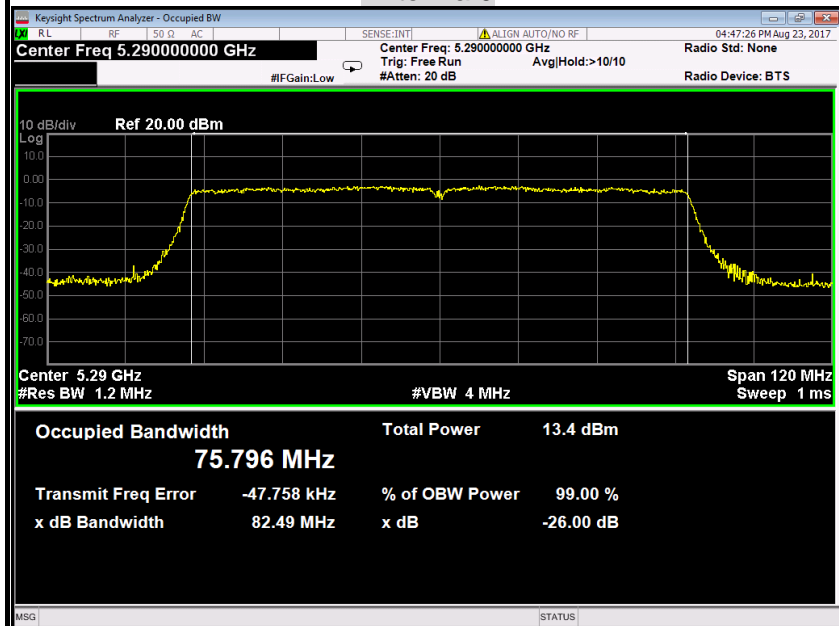 Keysight Spectrum Analyzer - Occupied BW
LXI RL RF 50 Ω AC SENSE:INT ALIGN AUTO/NO RF 04:47:26 PM Aug 23, 2017
Center Freq 5.290000000 GHz Center Freq: 5.290000000 GHz Radio Std: None
Trig: Free Run Avg|Hold:>10/10
#IFGain:Low #Atten: 20 dB Radio Device: BTS
10 dB/div Ref 20.00 dBm
Log
10.0
0.00
-10.0
-20.0
-30.0
-40.0
-50.0
-60.0
-70.0
Center 5.29 GHz Span 120 MHz
#Res BW 1.2 MHz #VBW 4 MHz Sweep 1 ms
Occupied Bandwidth Total Power 13.4 dBm
75.796 MHz
Transmit Freq Error -47.758 kHz % of OBW Power 99.00 %
x dB Bandwidth 82.49 MHz x dB -26.00 dB
MSG STATUS